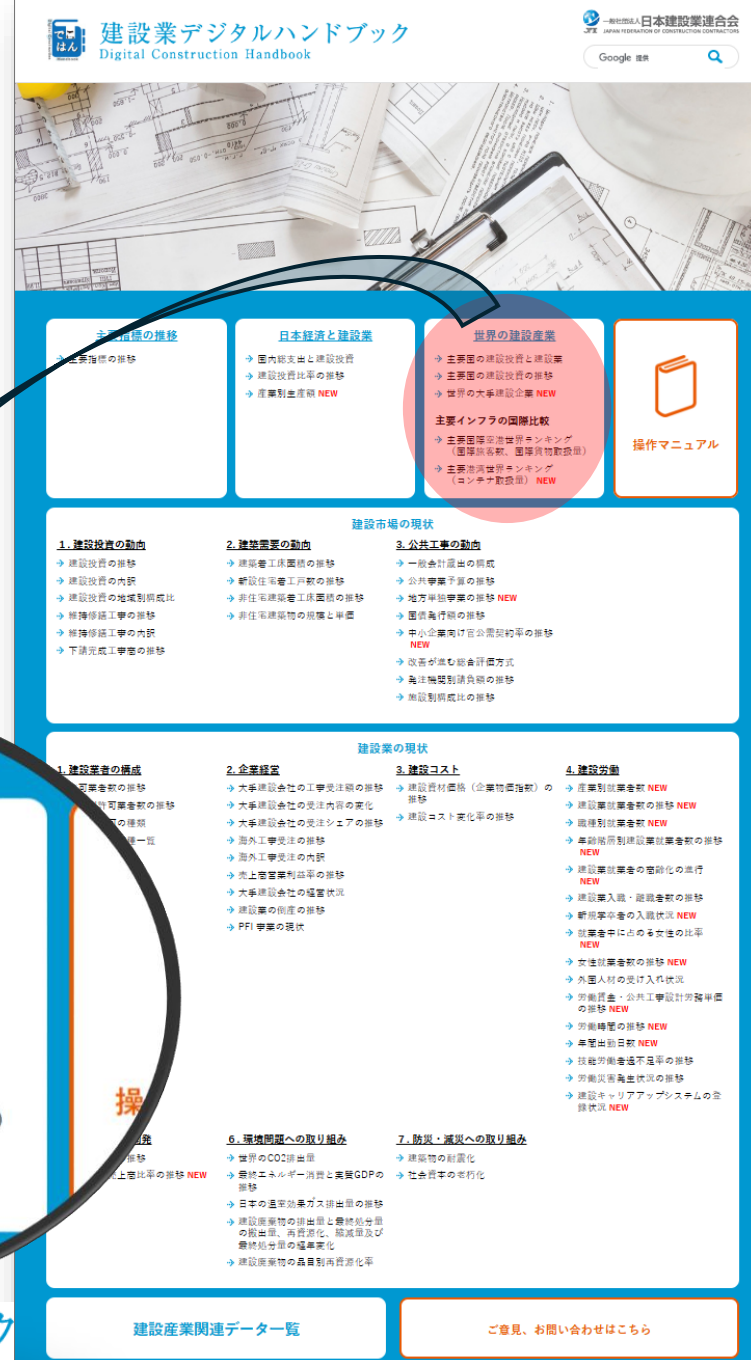 建設業デジタルハンドブック
Digital Construction Handbook
一般社団法人日本建設業連合会
JAPAN FEDERATION OF CONSTRUCTION CONTRACTORS
Google 提供
主要指標の推移
主要指標の推移
日本経済と建設業
国内総支出と建設投資
建設投資比率の推移
産業別生産額 NEW
世界の建設産業
主要国の建設投資と建設業
主要国の建設投資の推移
世界の大手建設企業 NEW
主要インフラの国際比較
主要国際空港世界ランキング
（国際旅客数、国際貨物取扱量）
主要港湾世界ランキング
（コンテナ取扱量） NEW
操作マニュアル
建設市場の現状
1. 建設投資の動向
建設投資の推移
建設投資の内訳
建設投資の地域別構成比
維持修繕工事の推移
維持修繕工事の内訳
下請完成工事高の推移
2. 建築需要の動向
建築着工床面積の推移
新設住宅着工戸数の推移
非住宅建築着工床面積の推移
非住宅建築物の規模と単価
3. 公共工事の動向
一般会計歳出の構成
公共事業予算の推移
地方単独事業の推移 NEW
国債発行額の推移
中小企業向け官公需契約率の推移
NEW
改善が進む総合評価方式
発注機関別請負額の推移
施設別構成比の推移
建設業の現状
1. 建設業者の構成
可業者数の推移
許可業者数の推移
の種類
種一覧
2. 企業経営
大手建設会社の工事受注額の推移
大手建設会社の受注内容の変化
大手建設会社の受注シェアの推移
海外工事受注の推移
海外工事受注の内訳
売上高営業利益率の推移
大手建設会社の経営状況
建設業の倒産の推移
PFI 事業の現状
3. 建設コスト
建設資材価格（企業物価指数）の
推移
建設コスト変化率の推移
4. 建設労働
産業別就業者数 NEW
建設業就業者数の推移 NEW
職種別就業者数 NEW
年齢階層別建設業就業者数の推移
NEW
建設業就業者の高齢化の進行
NEW
建設業入職・離職者数の推移
新規学卒者の入職状況 NEW
就業者中に占める女性の比率
NEW
女性就業者数の推移 NEW
外国人材の受け入れ状況
労働賃金・公共工事設計労務単価
の推移 NEW
労働時間の推移 NEW
年間出勤日数 NEW
技能労働者過不足率の推移
労働災害発生状況の推移
建設キャリアアップシステムの登
録状況 NEW
操
発
推移
上高比率の推移 NEW
6. 環境問題への取り組み
世界のCO2排出量
最終エネルギー消費と実質GDPの
推移
日本の温室効果ガス排出量の推移
建設廃棄物の排出量と最終処分量
の搬出量、再資源化、縮減量及び
最終処分量の経年変化
建設廃棄物の品目別再資源化率
7. 防災・減災への取り組み
建築物の耐震化
社会資本の老朽化
ク
建設産業関連データ一覧
ご意見、お問い合わせはこちら